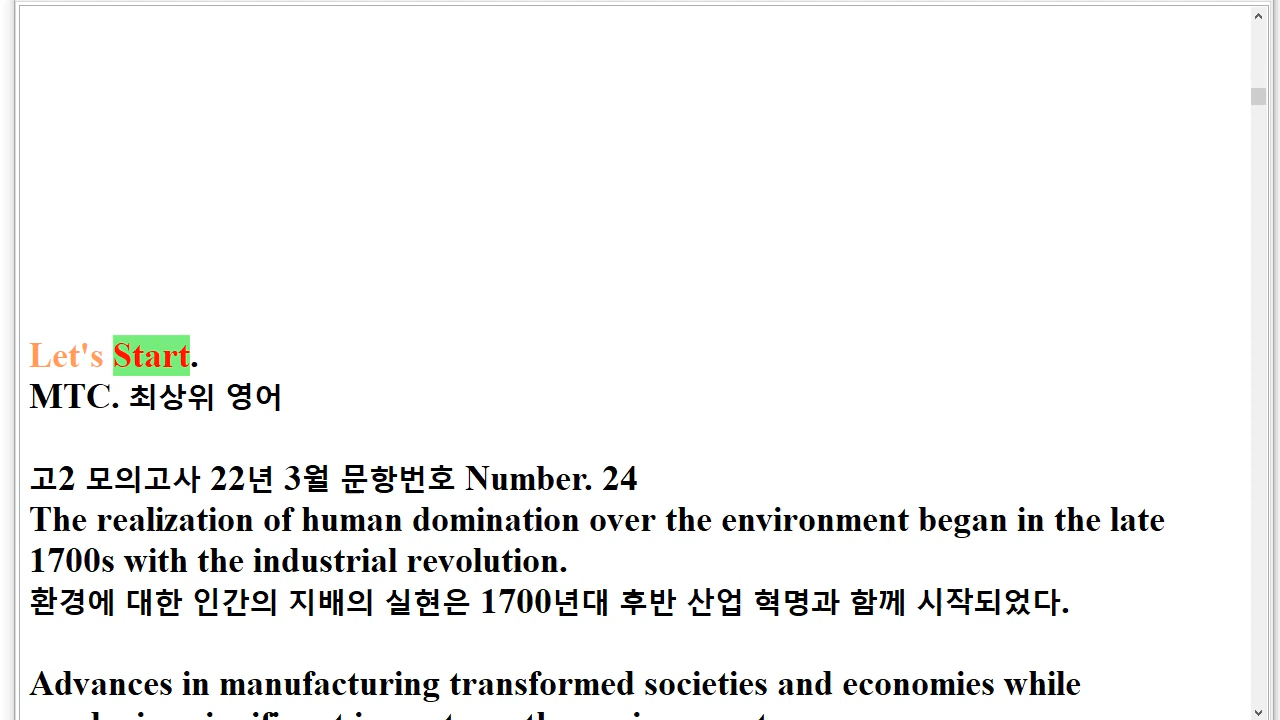 Let's Start.
MTC. 최상위 영어
고2 모의고사 22년 3월 문항번호 Number. 24
The realization of human domination over the environment began in the late
1700s with the industrial revolution.
환경에 대한 인간의 지배의 실현은 1700년대 후반 산업 혁명과 함께 시작되었다.
Advances in manufacturing transformed societies and economies while